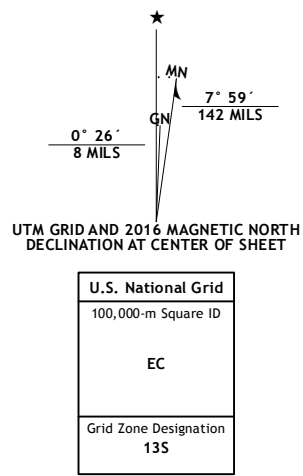 ★
MN
7° 59´
142 MILS
GN
0° 26´
8 MILS
UTM GRID AND 2016 MAGNETIC NORTH
DECLINATION AT CENTER OF SHEET
U.S. National Grid
100,000-m Square ID
EC
Grid Zone Designation
13S